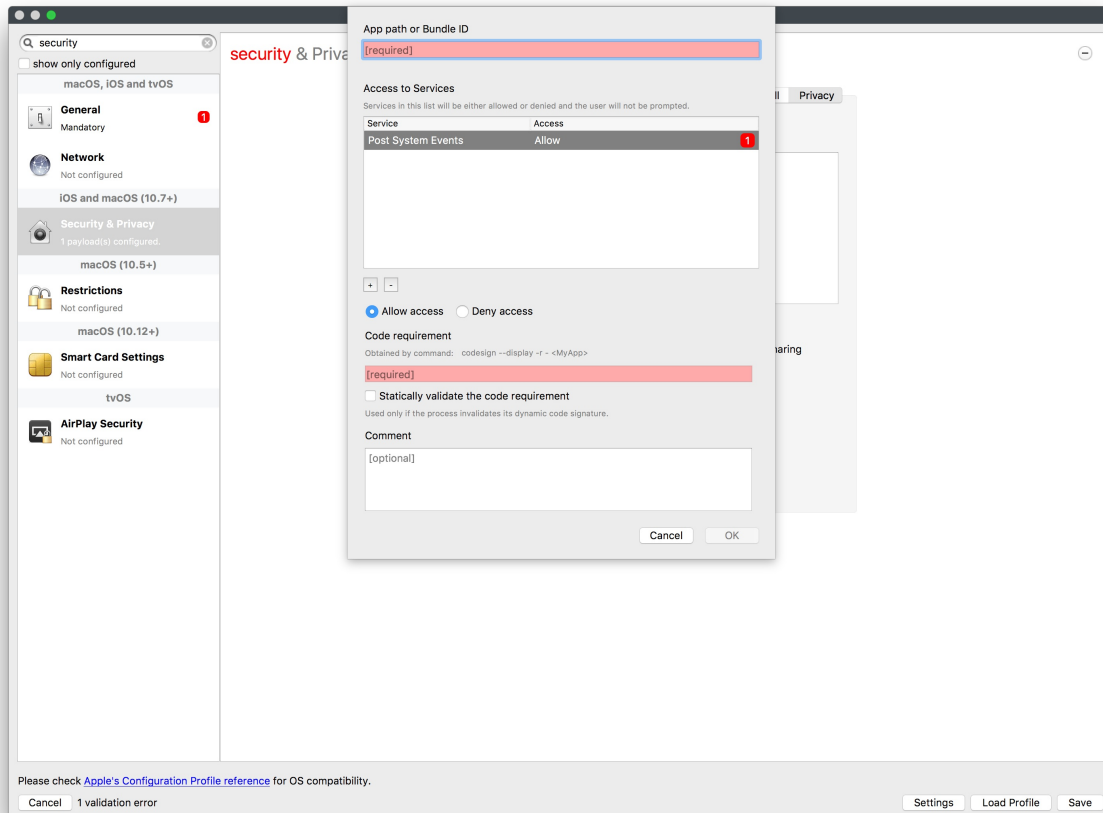 security
show only configured
macOS, iOS and tvOS
General
Mandatory
1
Network
Not configured
iOS and macOS (10.7+)
Security & Privacy
1 payload(s) configured.
macOS (10.5+)
Restrictions
Not configured
macOS (10.12+)
Smart Card Settings
Not configured
tvOS
AirPlay Security
Not configured
security & Priva
Privacy
haring
App path or Bundle ID
[required]
Access to Services
Services in this list will be either allowed or denied and the user will not be prompted.
Service Access
Post System Events Allow 1
+ -
Allow access Deny access
Code requirement
Obtained by command: codesign --display -r - <MyApp>
[required]
Statically validate the code requirement
Used only if the process invalidates its dynamic code signature.
Comment
[optional]
Cancel OK
Please check Apple's Configuration Profile reference for OS compatibility.
Cancel 1 validation error Settings Load Profile Save